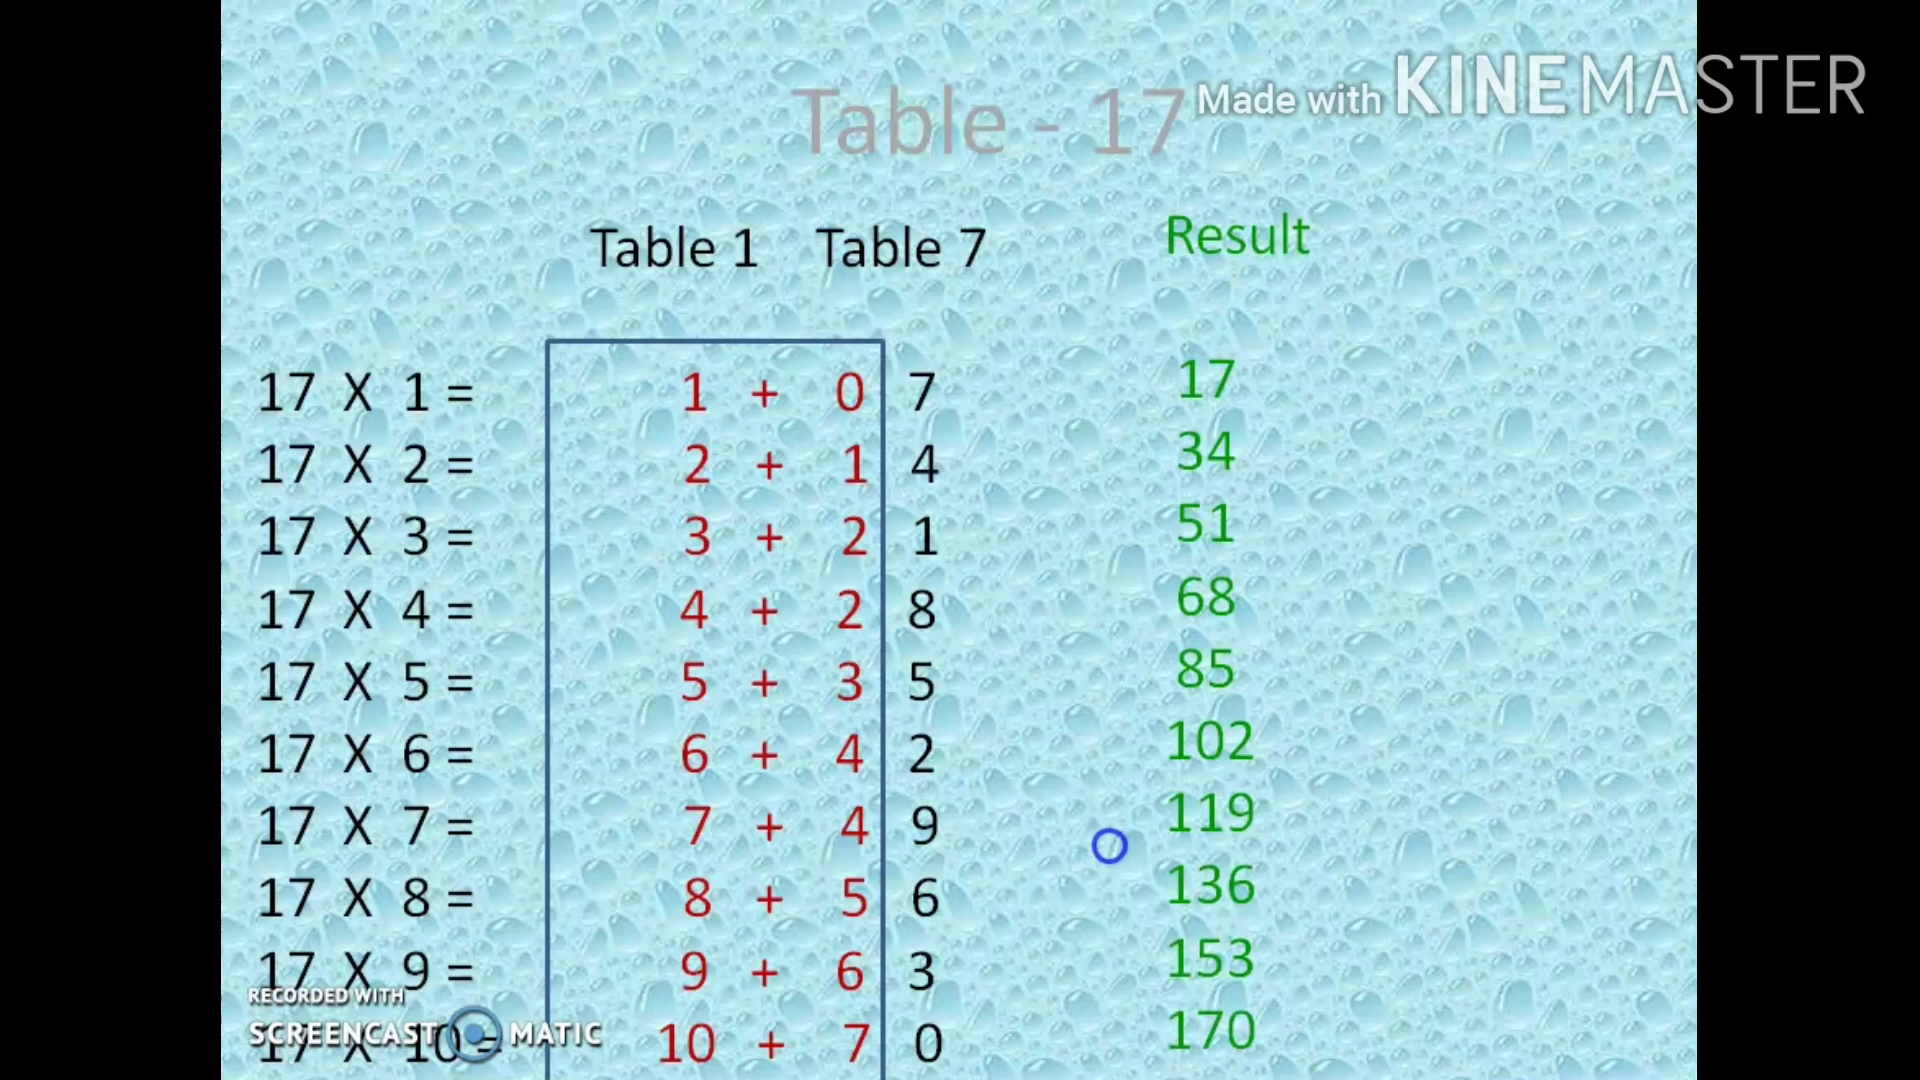 Made with KINEMASTER
Table - 17
Table 1 Table 7 Result
17 X 1 = 1 + 0 7 17
17 X 2 = 2 + 1 4 34
17 X 3 = 3 + 2 1 51
17 X 4 = 4 + 2 8 68
17 X 5 = 5 + 3 5 85
17 X 6 = 6 + 4 2 102
17 X 7 = 7 + 4 9 119
17 X 8 = 8 + 5 6 136
17 X 9 = 9 + 6 3 153
RECORDED WITH
SCREENCAST MATIC
17 X 10 = 10 + 7 0 170